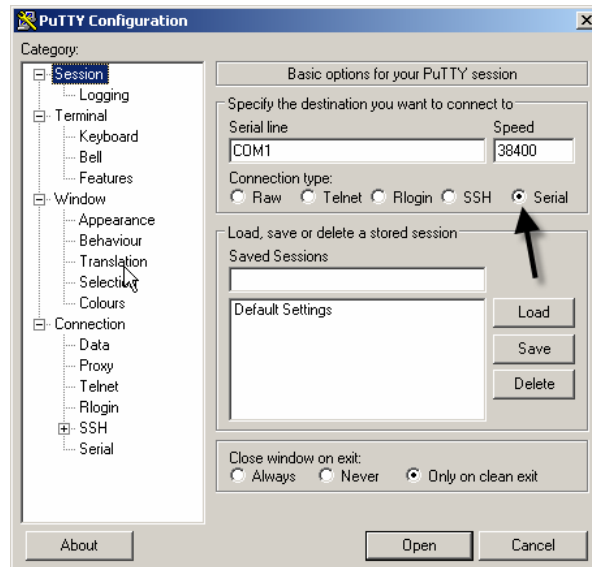 PuTTY Configuration
Category:
Session
Logging
Terminal
Keyboard
Bell
Features
Window
Appearance
Behaviour
Translation
Selection
Colours
Connection
Data
Proxy
Telnet
Rlogin
SSH
Serial
Basic options for your PuTTY session
Specify the destination you want to connect to
Serial line Speed
COM1 38400
Connection type:
Raw Telnet Rlogin SSH Serial
Load, save or delete a stored session
Saved Sessions
Default Settings
Load
Save
Delete
Close window on exit:
Always Never Only on clean exit
About Open Cancel